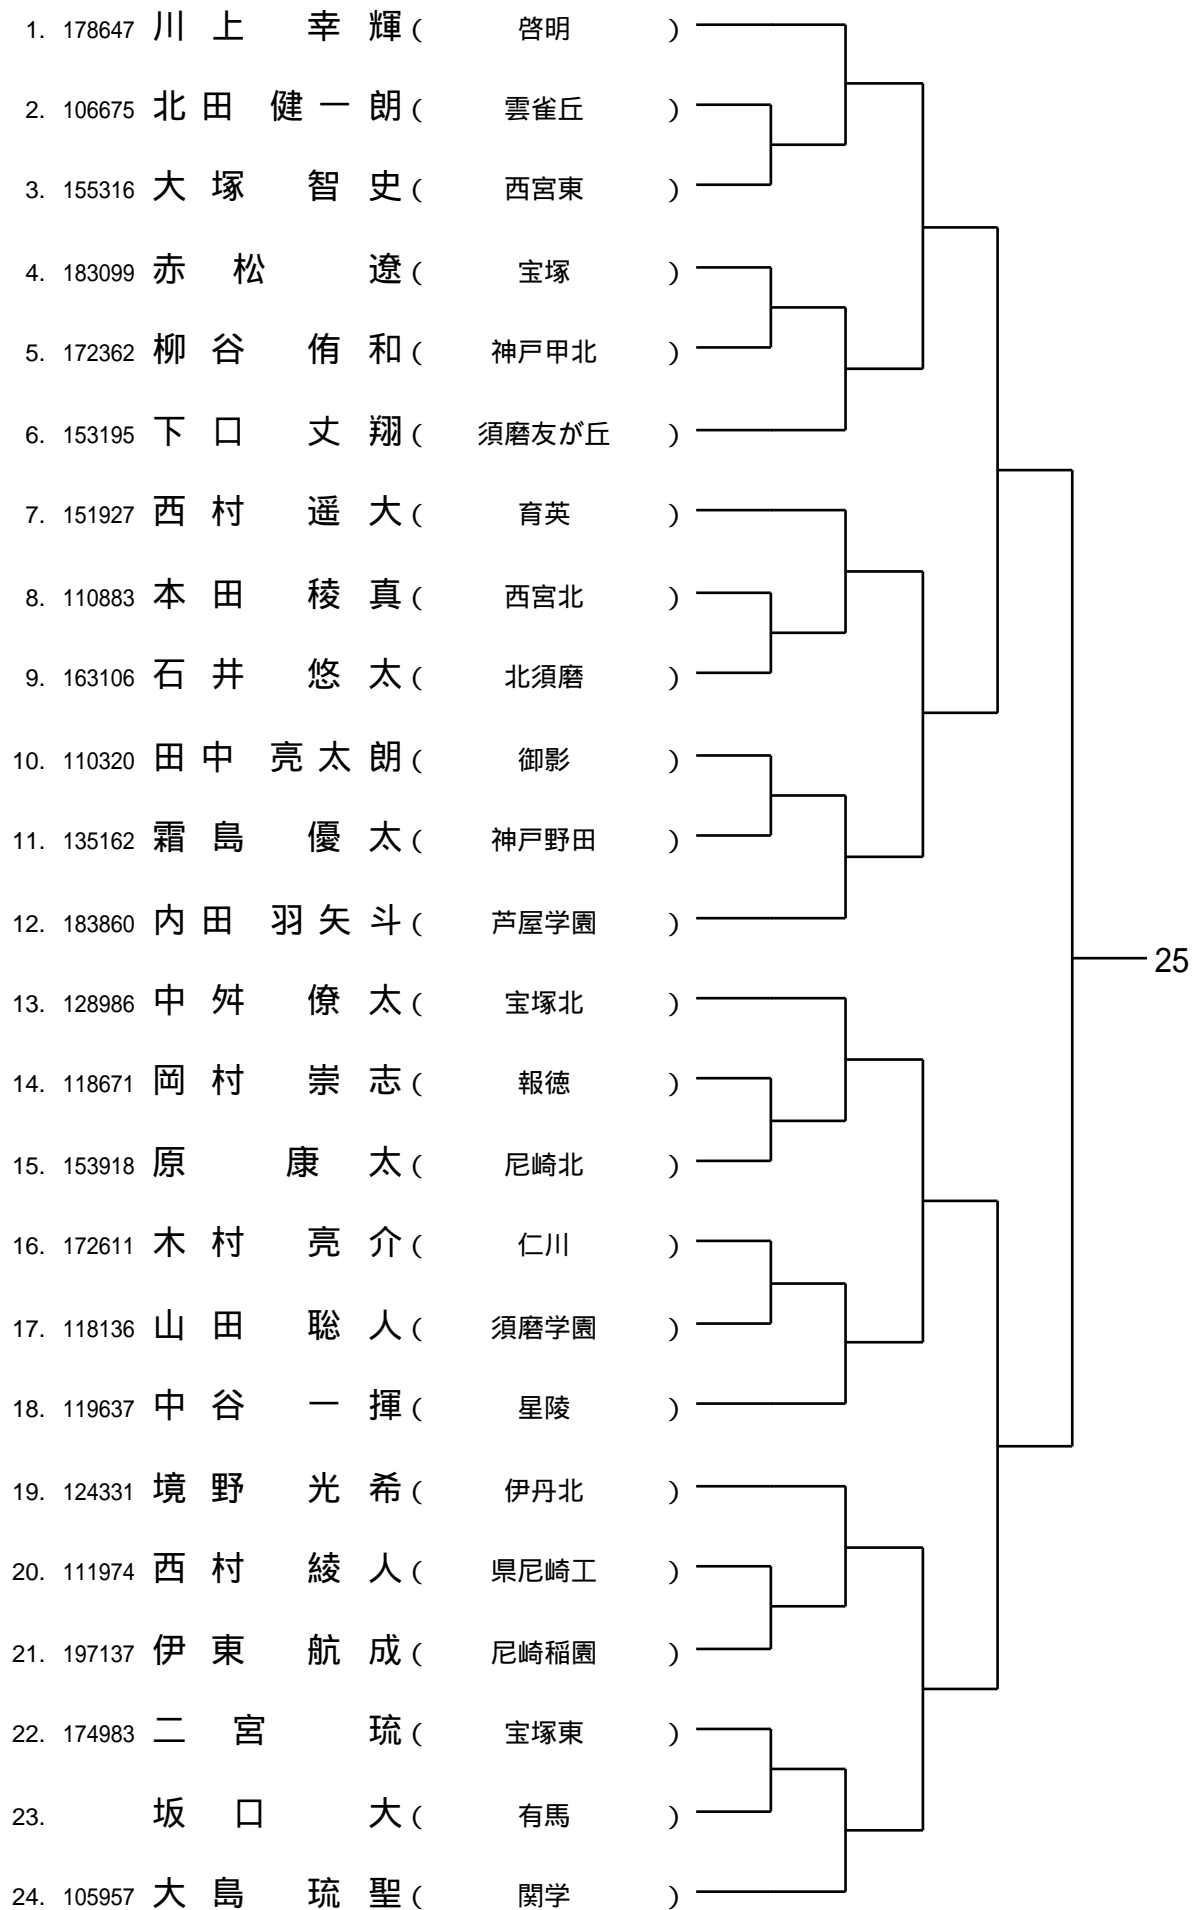 1. 178647 川上 幸輝 ( 啓明 )
2. 106675 北田 健一朗 ( 雲雀丘 )
3. 155316 大塚 智史 ( 西宮東 )
4. 183099 赤松 遼 ( 宝塚 )
5. 172362 柳谷 侑和 ( 神戸甲北 )
6. 153195 下口 丈翔 ( 須磨友が丘 )
7. 151927 西村 遥大 ( 育英 )
8. 110883 本田 稜真 ( 西宮北 )
9. 163106 石井 悠太 ( 北須磨 )
10. 110320 田中 亮太朗 ( 御影 )
11. 135162 霜島 優太 ( 神戸野田 )
12. 183860 内田 羽矢斗 ( 芦屋学園 )
25
13. 128986 中舛 僚太 ( 宝塚北 )
14. 118671 岡村 崇志 ( 報徳 )
15. 153918 原 康太 ( 尼崎北 )
16. 172611 木村 亮介 ( 仁川 )
17. 118136 山田 聡人 ( 須磨学園 )
18. 119637 中谷 一揮 ( 星陵 )
19. 124331 境野 光希 ( 伊丹北 )
20. 111974 西村 綾人 ( 県尼崎工 )
21. 197137 伊東 航成 ( 尼崎稲園 )
22. 174983 二宮 琉 ( 宝塚東 )
23. 坂口 大 ( 有馬 )
24. 105957 大島 琉聖 ( 関学 )